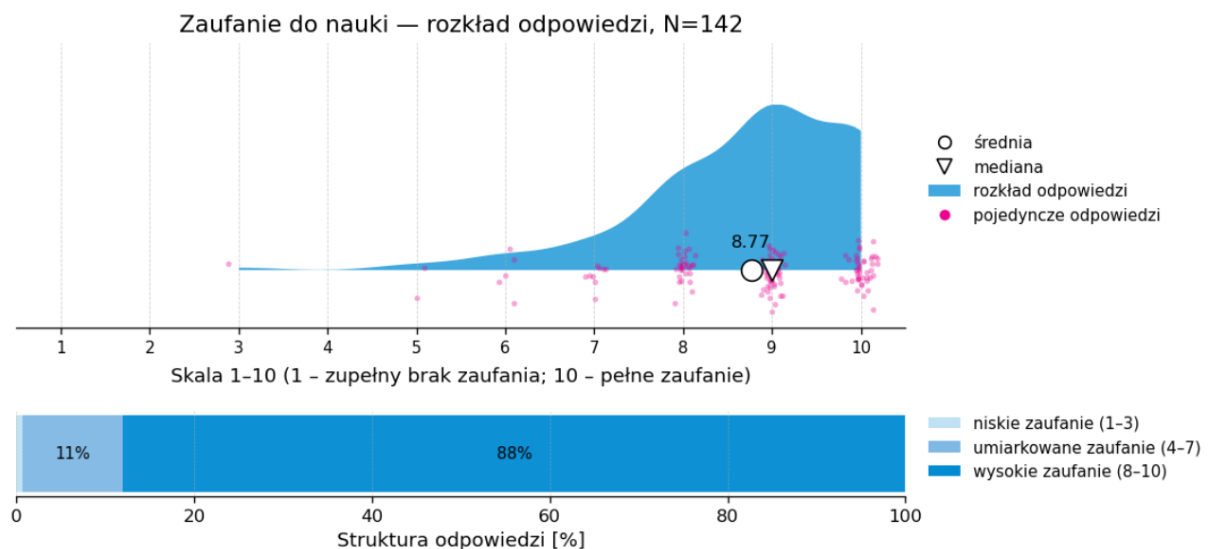 Zaufanie do nauki — rozkład odpowiedzi, N=142
średnia
mediana
rozkład odpowiedzi
pojedyncze odpowiedzi
8.77
1 2 3 4 5 6 7 8 9 10
Skala 1–10 (1 – zupełny brak zaufania; 10 – pełne zaufanie)
11% 88%
niskie zaufanie (1–3)
umiarkowane zaufanie (4–7)
wysokie zaufanie (8–10)
0 20 40 60 80 100
Struktura odpowiedzi [%]